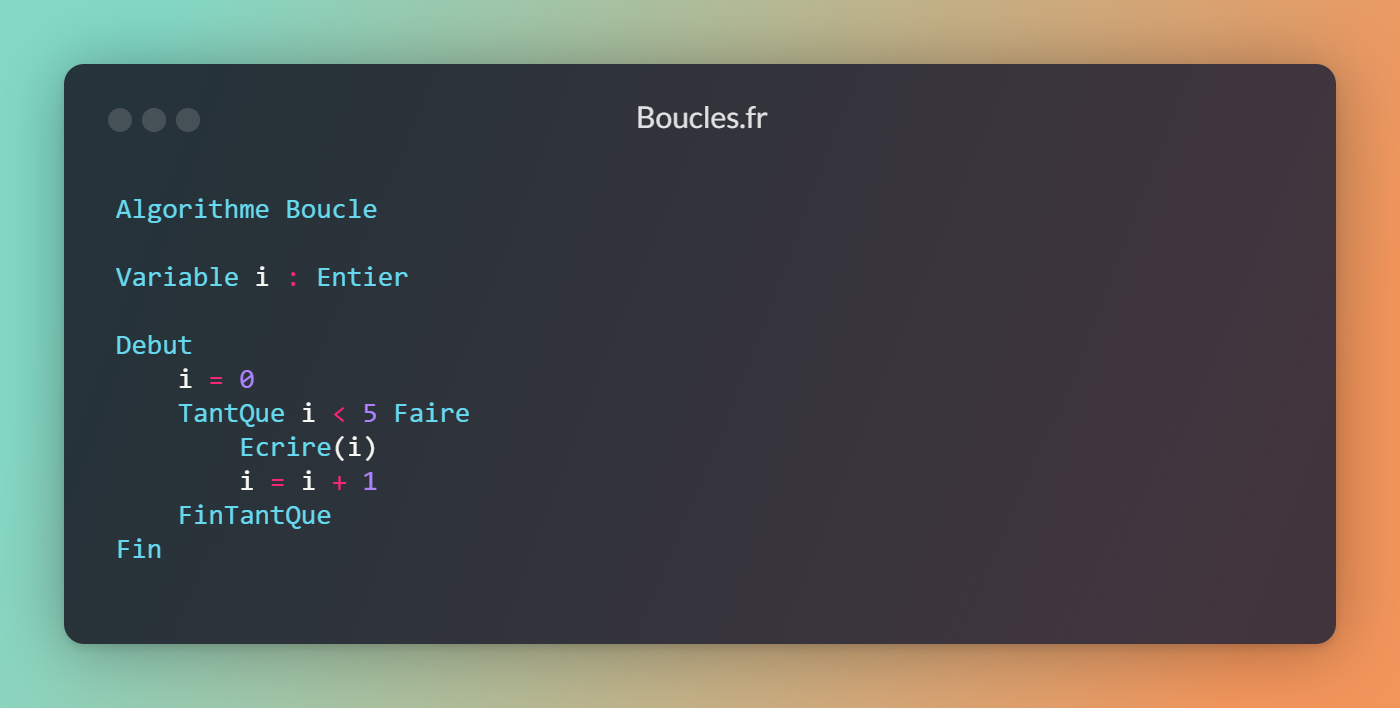 Boucles.fr
Algorithme Boucle
Variable i : Entier
Debut
    i = 0
    TantQue i < 5 Faire
        Ecrire(i)
        i = i + 1
    FinTantQue
Fin